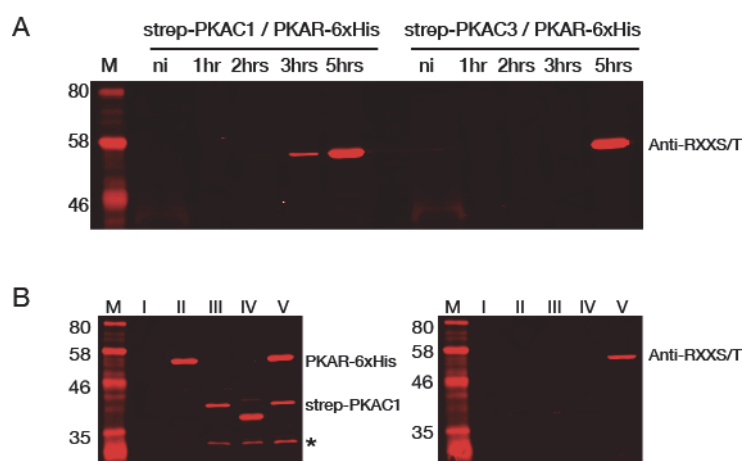 A
strep-PKAC1 / PKAR-6xHis strep-PKAC3 / PKAR-6xHis
M ni 1hr 2hrs 3hrs 5hrs ni 1hr 2hrs 3hrs 5hrs
80
58 Anti-RXXS/T
46
B
M I II III IV V M I II III IV V
80 80
58 PKAR-6xHis 58 Anti-RXXS/T
46 46
strep-PKAC1
35 * 35